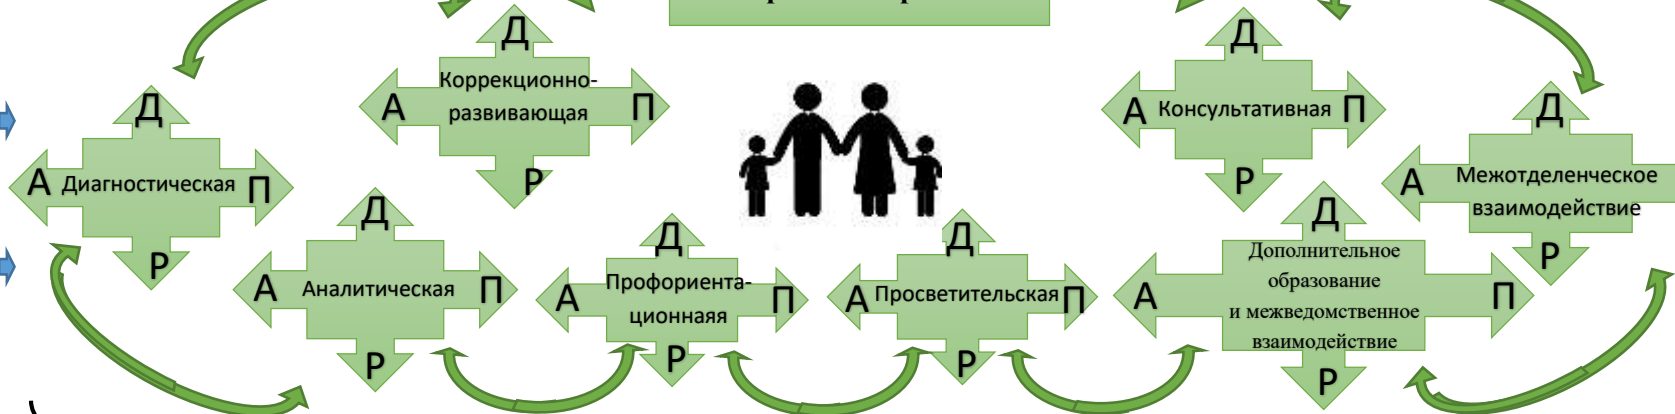 Д
Коррекционно-
А
развивающая
П
Р
Д
А Консультативная П
Р
Д
А Диагностическая П
Р
Д
А
Межотделенческое
взаимодействие
Р
Д
А Аналитическая П
Р
Д
Профориента-
А
П
ционнаяя
Р
Д
А Просветительская П
Р
Д
Дополнительное
образование
А
П
и межведомственное
взаимодействие
Р